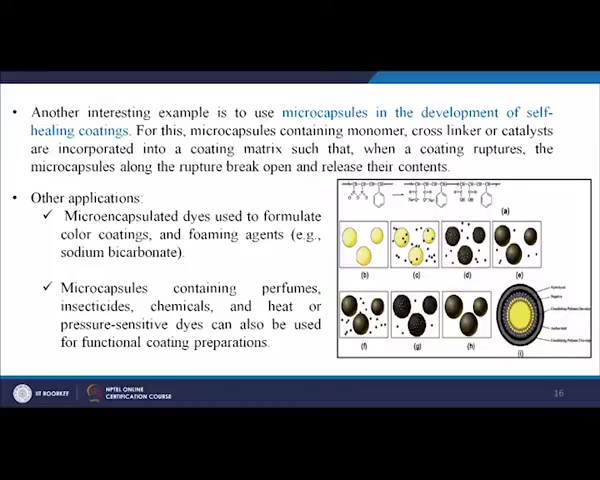 • Another interesting example is to use microcapsules in the development of self-
healing coatings. For this, microcapsules containing monomer, cross linker or catalysts
are incorporated into a coating matrix such that, when a coating ruptures, the
microcapsules along the rupture break open and release their contents.
• Other applications:
✓ Microencapsulated dyes used to formulate
color coatings, and foaming agents (e.g.,
sodium bicarbonate).
✓ Microcapsules containing perfumes,
insecticides, chemicals, and heat or
pressure-sensitive dyes can also be used
for functional coating preparations.
(a)
(b) (c) (d) (e)
(f) (g) (h) (i)
IIT ROORKEE
NPTEL ONLINE
CERTIFICATION COURSE
16